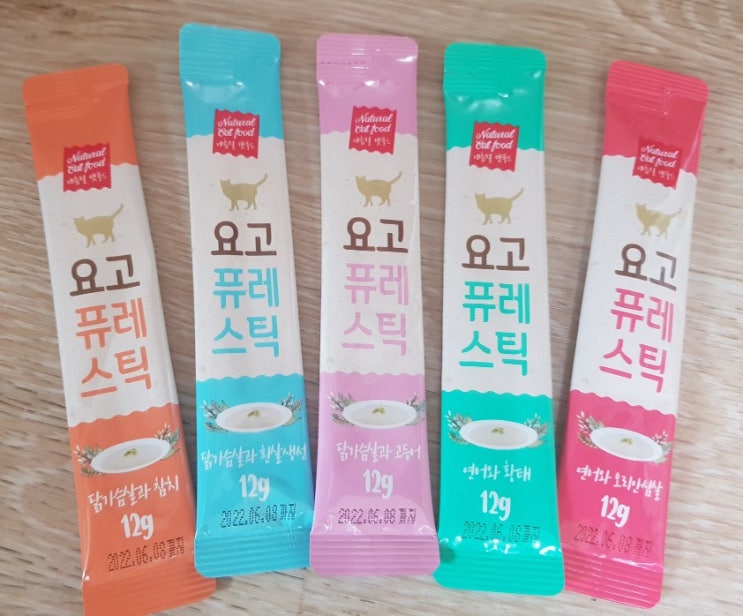 Natural
Cat food
내츄럴 캣푸드
요고
퓨레
스틱
닭가슴살과 참치
12g
2022.06.08 까지
Natural
Cat food
내츄럴 캣푸드
요고
퓨레
스틱
닭가슴살과 흰살생선
12g
2022.06.08 까지
Natural
Cat food
내츄럴 캣푸드
요고
퓨레
스틱
닭가슴살과 고등어
12g
2022.06.08 까지
Natural
Cat food
내츄럴 캣푸드
요고
퓨레
스틱
연어와 황태
12g
2022.06.08 까지
Natural
Cat food
내츄럴 캣푸드
요고
퓨레
스틱
연어와 오리안심살
12g
2022.06.08 까지